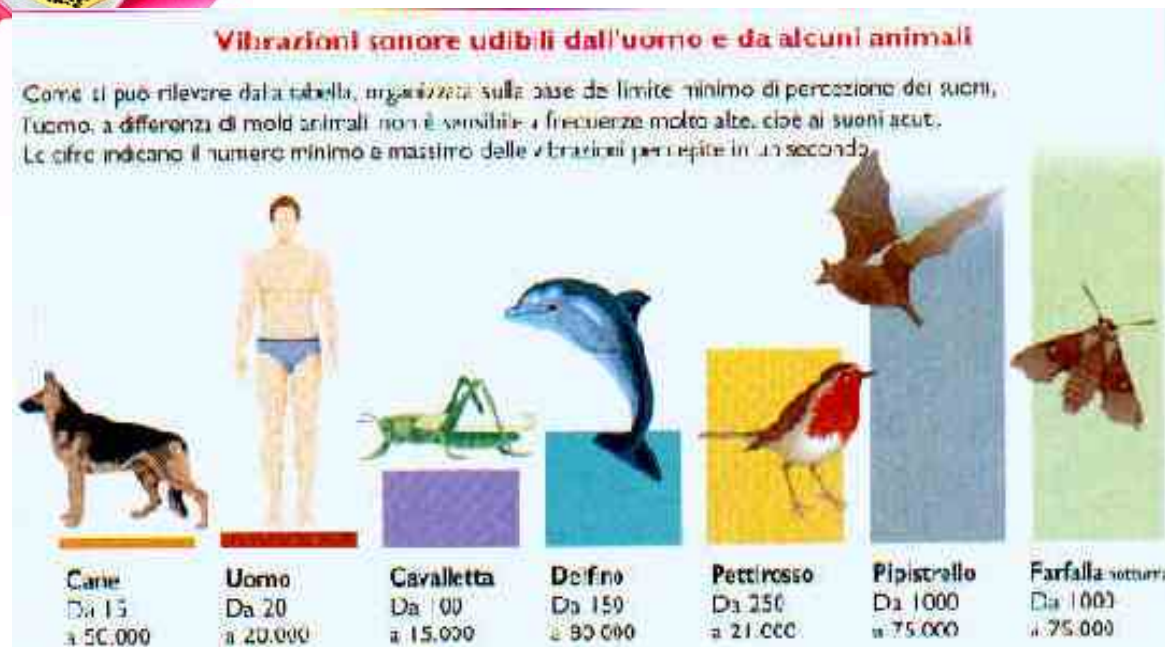 Vibrazioni sonore udibili dall'uomo e da alcuni animali
Come si può rilevare dalla tabella, organizzata sulla base del limite minimo di percezione dei suoni,
l'uomo, a differenza di molti animali non è sensibile a frequenze molto alte, cioè ai suoni acuti.
Le cifre indicano il numero minimo e massimo delle vibrazioni percepite in un secondo.
Cane
Da 15
a 50.000
Uomo
Da 20
a 20.000
Cavalletta
Da 100
a 15.000
Delfino
Da 150
a 000
Pettirosso
Da 250
a 21.000
Pipistrello
Da 1000
a 75.000
Farfalla notturna
Da 1000
a 75.000